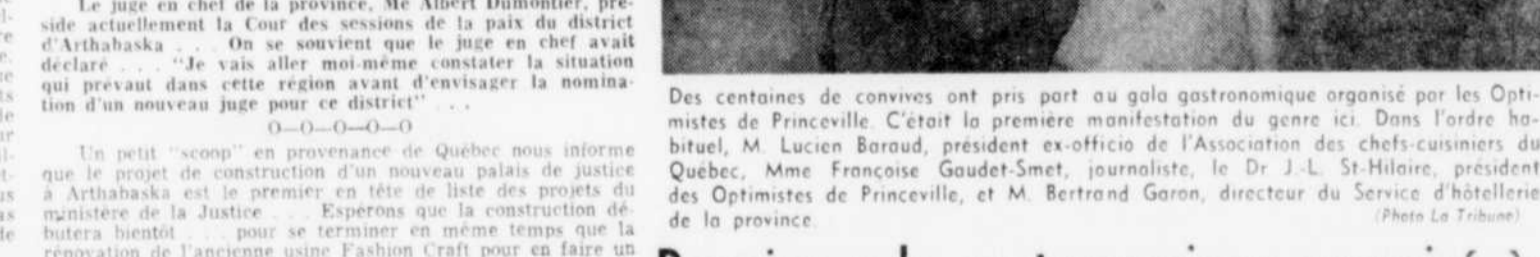 Le juge en chef de la province, Me Albert Dumontier, pré-
side actuellement la Cour des sessions de la paix du district
d'Arthabaska . . . On se souvient que le juge en chef avait
déclaré . . . "Je vais aller moi-même constater la situation
qui prévaut dans cette région avant d'envisager la nomina-
tion d'un nouveau juge pour ce district" . . .
O—O—O—O—O
Un petit "scoop" en provenance de Québec nous informe
que le projet de construction d'un nouveau palais de justice
à Arthabaska est le premier en tête de liste des projets du
ministère de la Justice . . . Espérons que la construction dé-
butera bientôt . . . pour se terminer en même temps que la
rénovation de l'ancienne usine Fashion Craft pour en faire un
Des centaines de convives ont pris part au gala gastronomique organisé par les Opti-
mistes de Princeville. C'était la première manifestation du genre ici. Dans l'ordre ha-
bituel, M. Lucien Baraud, président ex-officio de l'Association des chefs-cuisiniers du
Québec, Mme Françoise Gaudet-Smet, journaliste, le Dr J.-L. St-Hilaire, président
des Optimistes de Princeville, et M. Bertrand Garon, directeur du Service d'hôtellerie
de la province.
(Photo La Tribune)